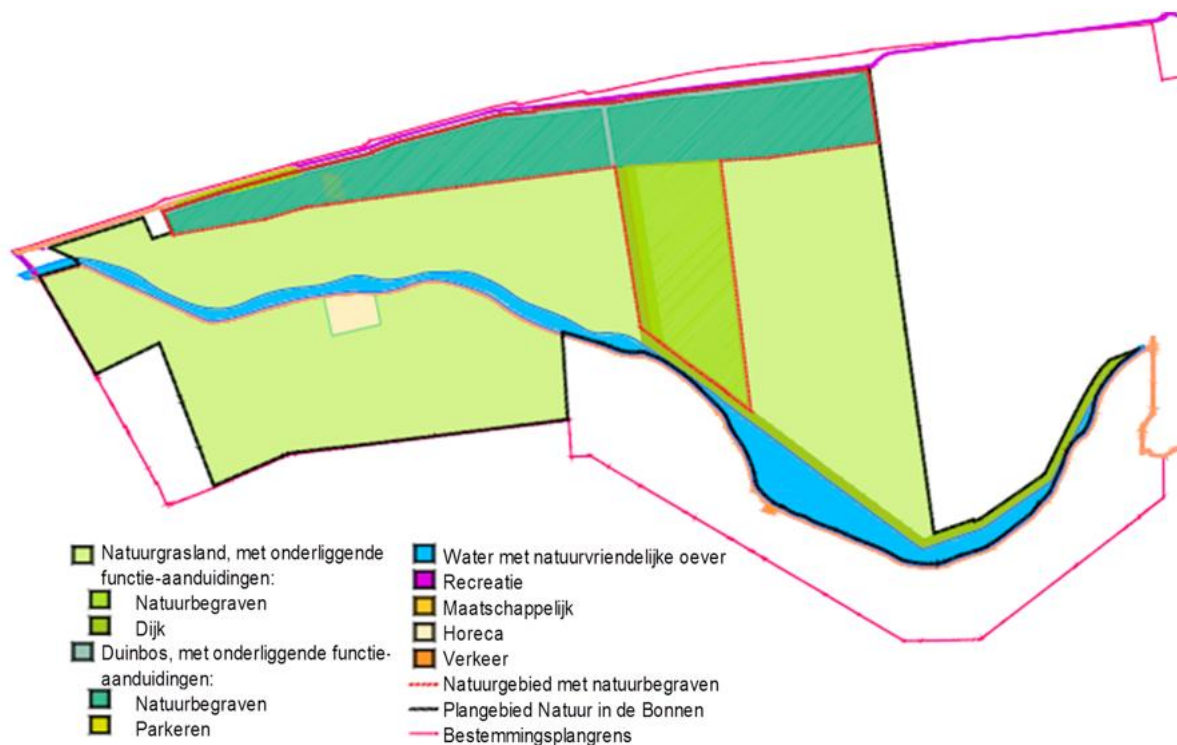 Natuurgrasland, met onderliggende
functie-aanduidingen:
Natuurbegraven
Dijk
Duinbos, met onderliggende functie-
aanduidingen:
Natuurbegraven
Parkeren
Water met natuurvriendelijke oever
Recreatie
Maatschappelijk
Horeca
Verkeer
Natuurgebied met natuurbegraven
Plangebied Natuur in de Bonnen
Bestemmingsplangrens